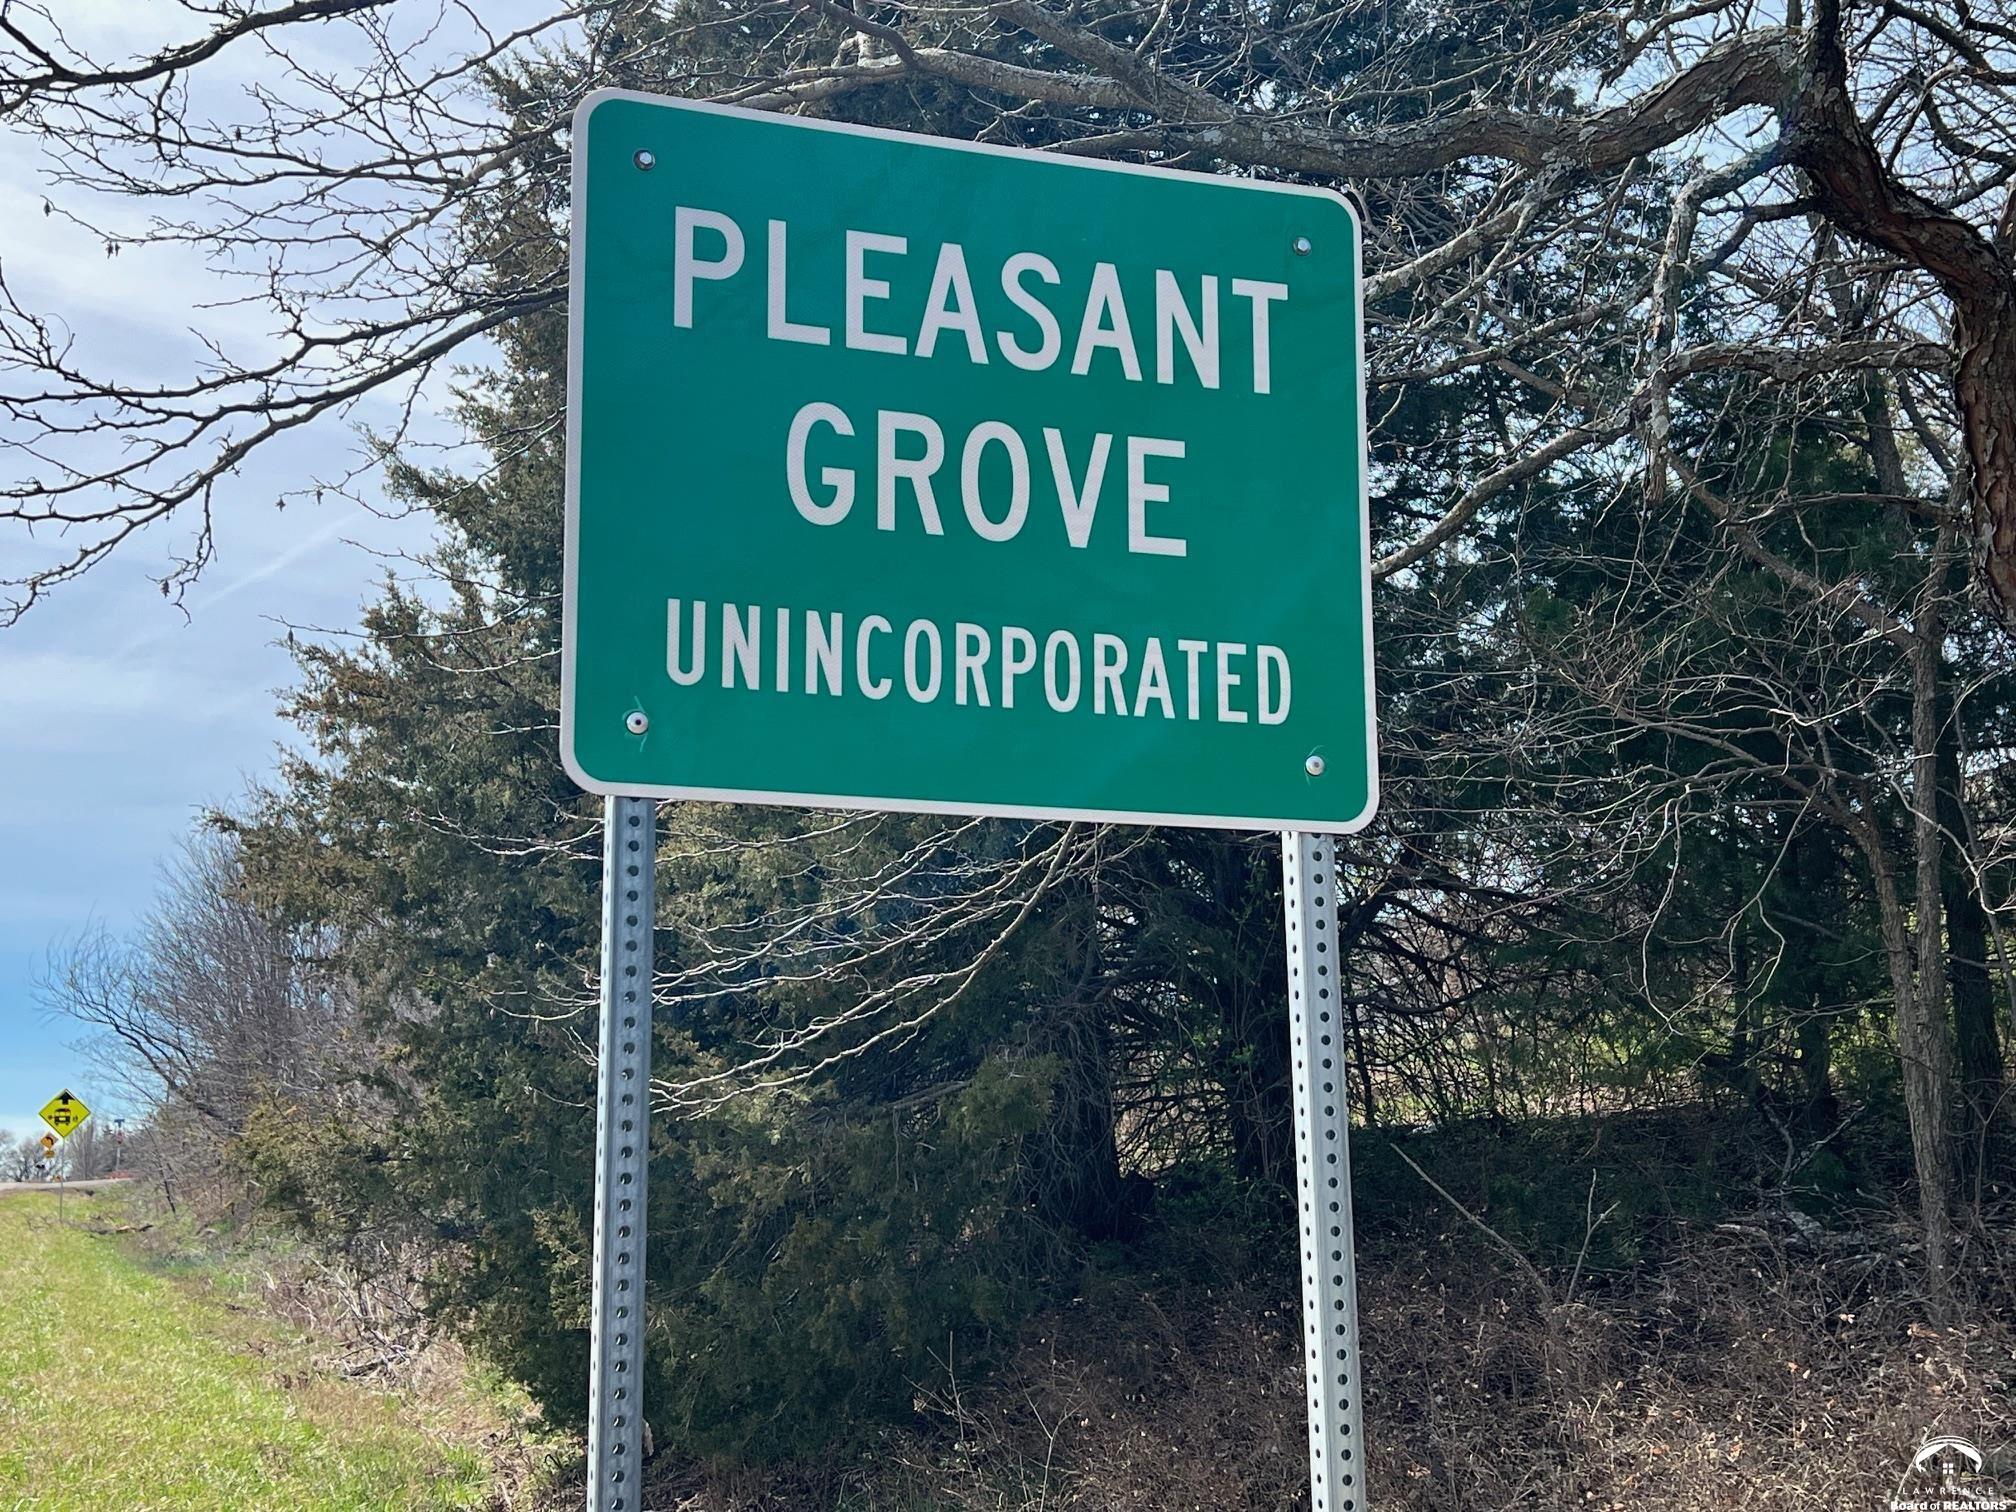 PLEASANT
GROVE
UNINCORPORATED
LAWRENCE
Board of REALTORS